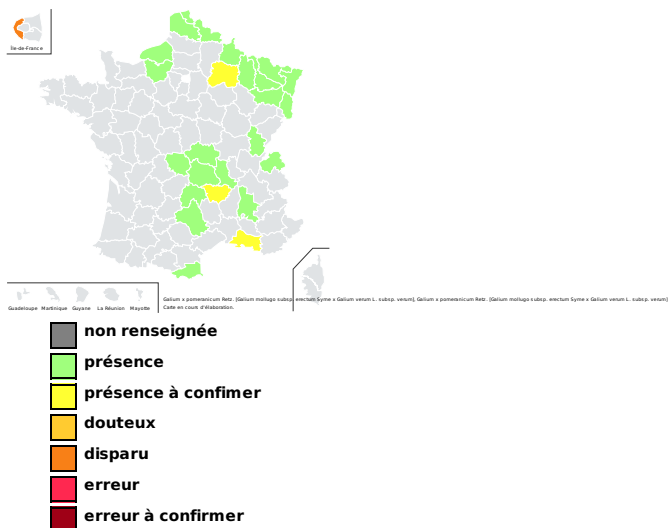 Île-de-France
Guadeloupe Martinique Guyane La Réunion Mayotte
Galium x pomeranicum Retz. [Galium mollugo subsp. erectum Syme x Galium verum L. subsp. verum], Galium x pomeranicum Retz. [Galium mollugo subsp. erectum Syme x Galium verum L. subsp. verum]
Carte en cours d'élaboration.
non renseignée
présence
présence à confimer
douteux
disparu
erreur
erreur à confirmer